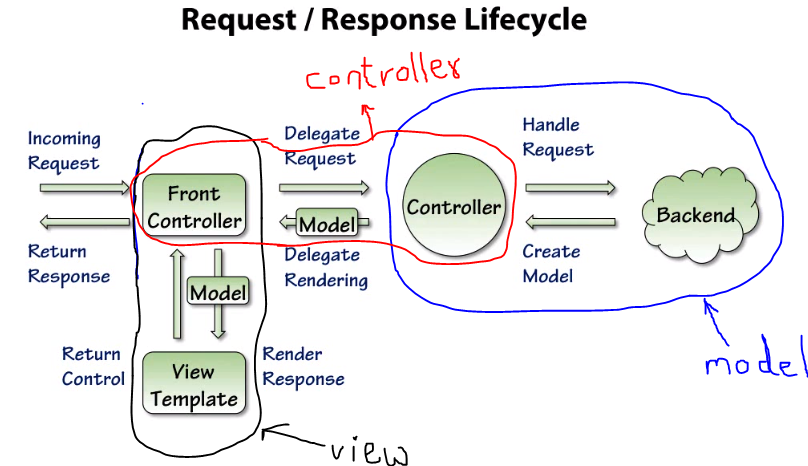 Request / Response Lifecycle
controller
Incoming
Request
Delegate
Request
Handle
Request
Front
Controller
Model
Controller
Backend
Return
Response
Delegate
Rendering
Create
Model
Model
Return
Control
View
Template
Render
Response
model
view